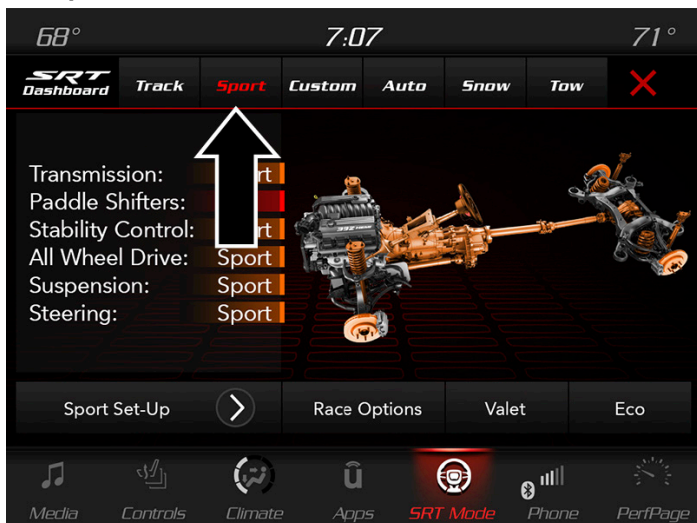 68° 7:07 71°
SRT Dashboard Track Sport Custom Auto Snow Tow
Transmission:
Paddle Shifters:
Stability Control:
All Wheel Drive: Sport
Suspension: Sport
Steering: Sport
392 HEMI
Sport Set-Up Race Options Valet Eco
Media Controls Climate Apps SRT Mode Phone PerfPage